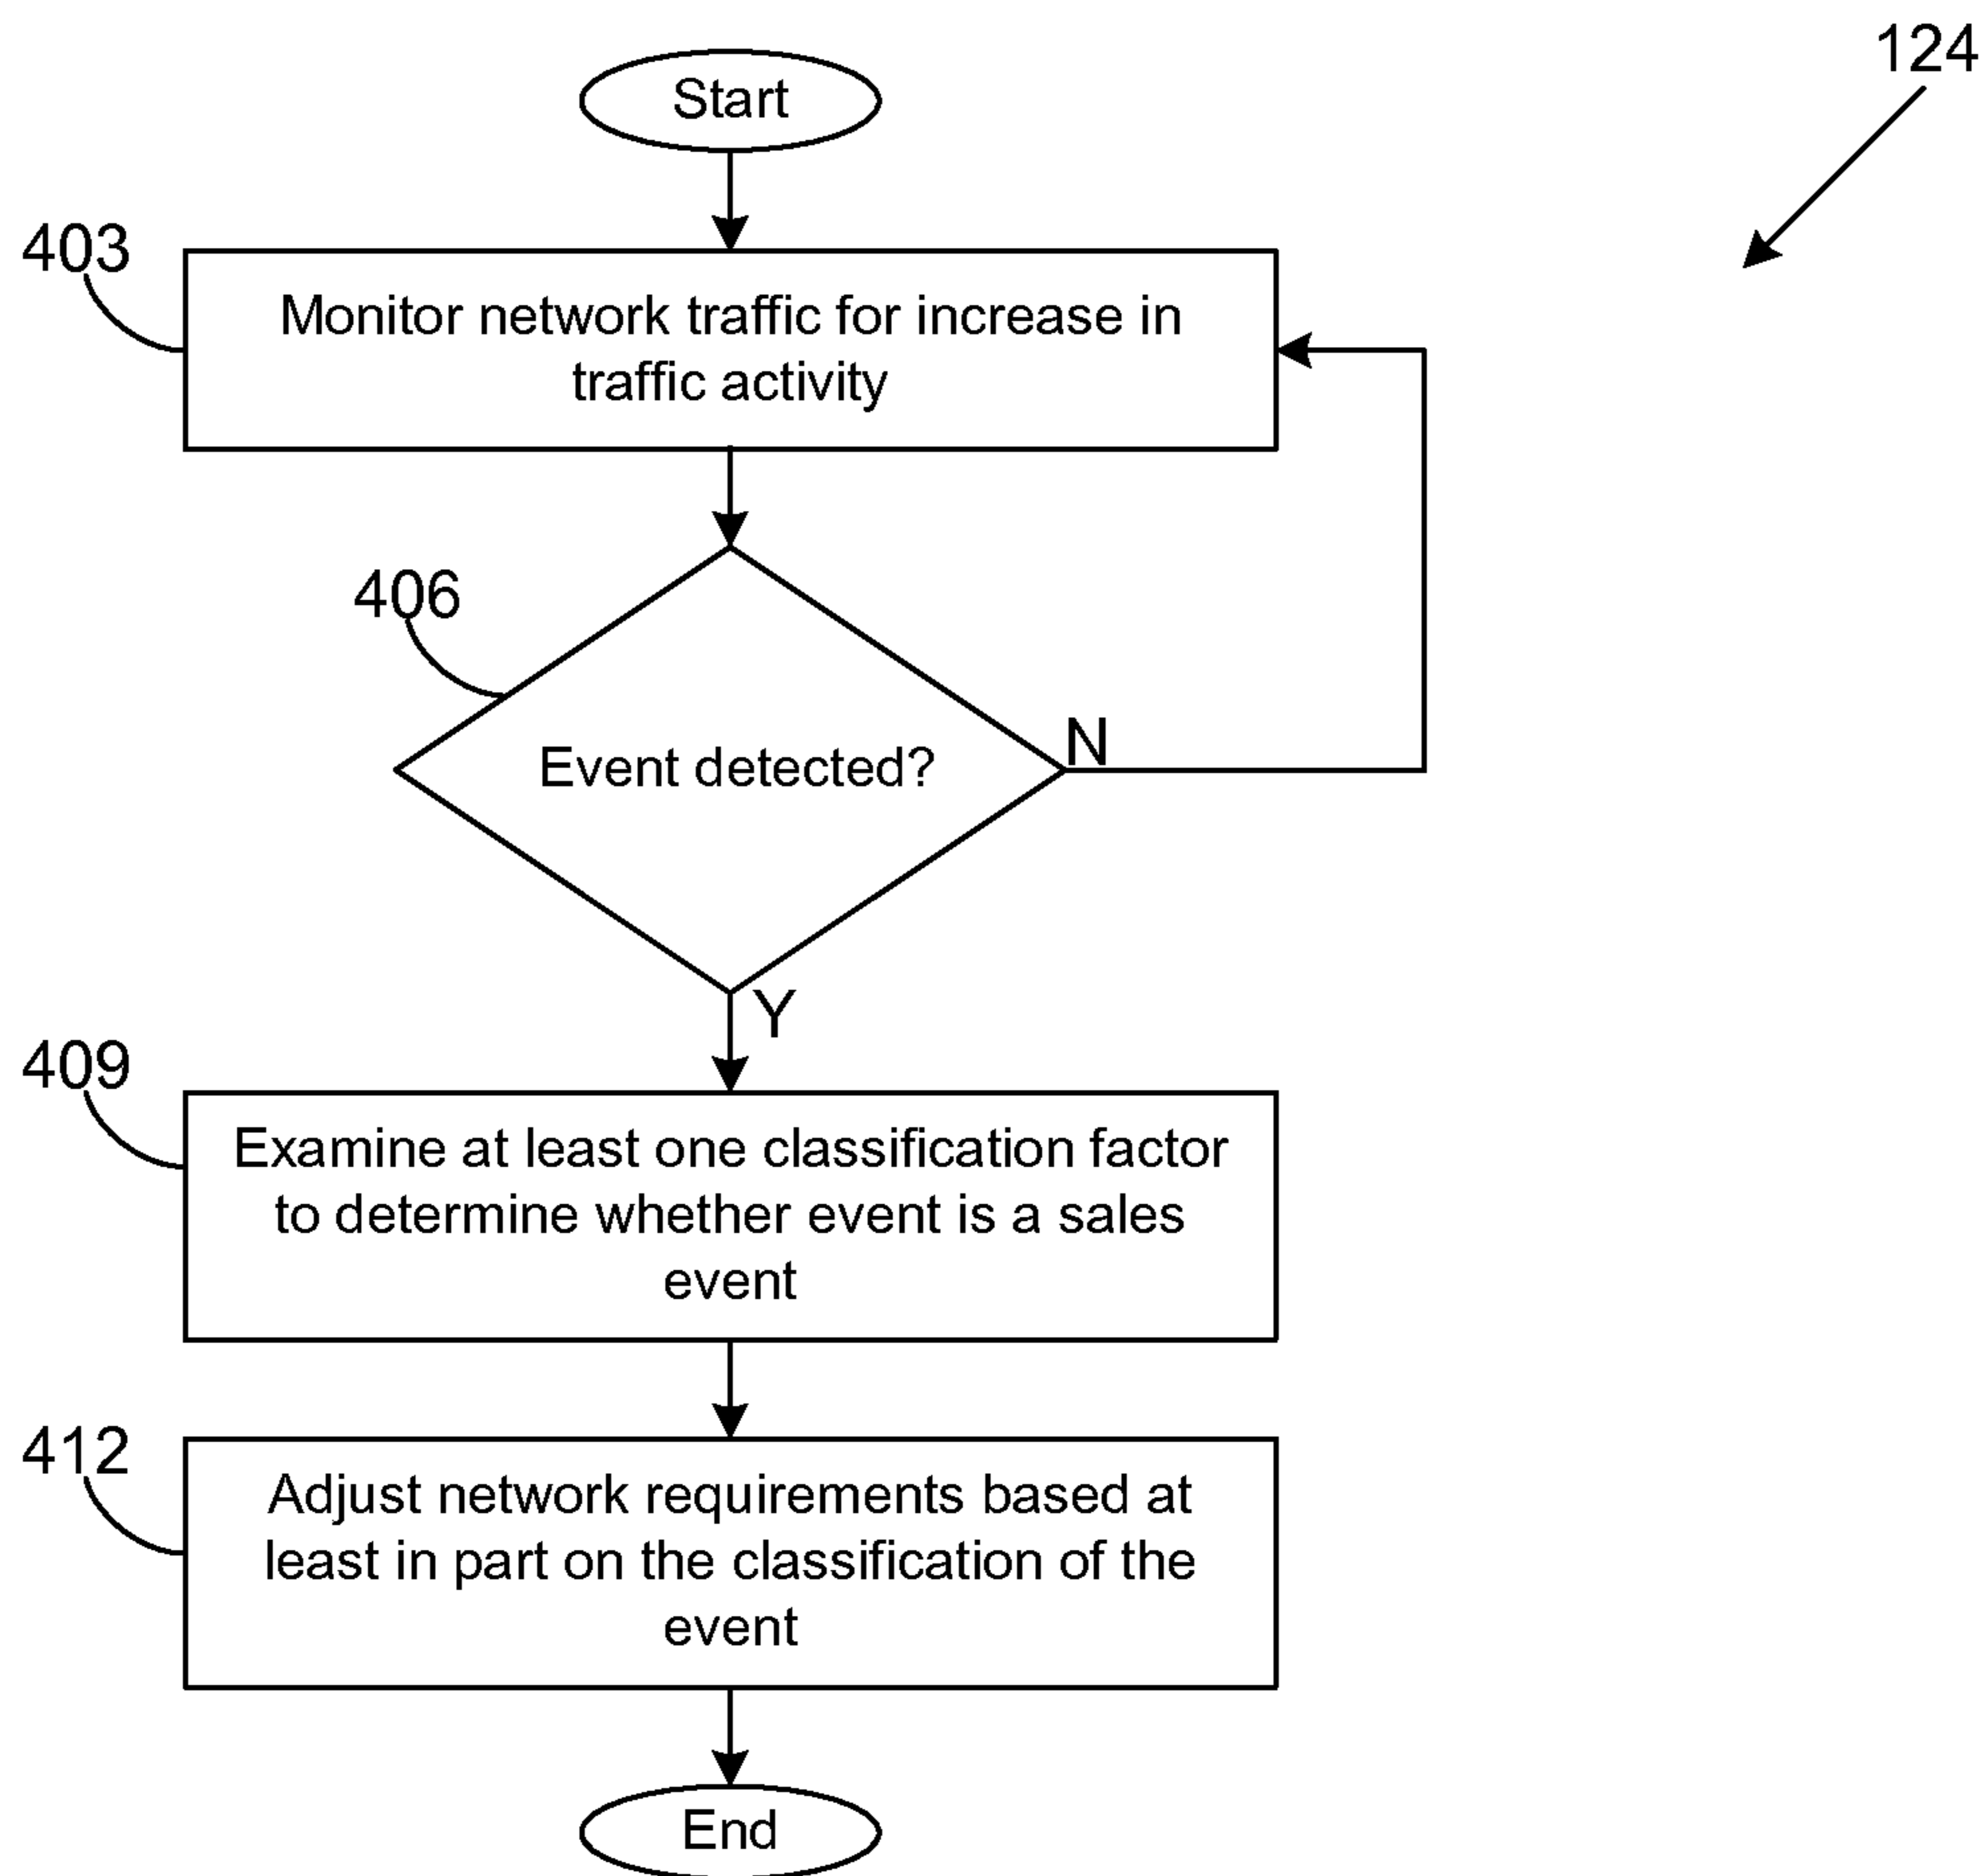 124
Start
403
Monitor network traffic for increase in
traffic activity
406
Event detected?
N
Y
409
Examine at least one classification factor
to determine whether event is a sales
event
412
Adjust network requirements based at
least in part on the classification of the
event
End